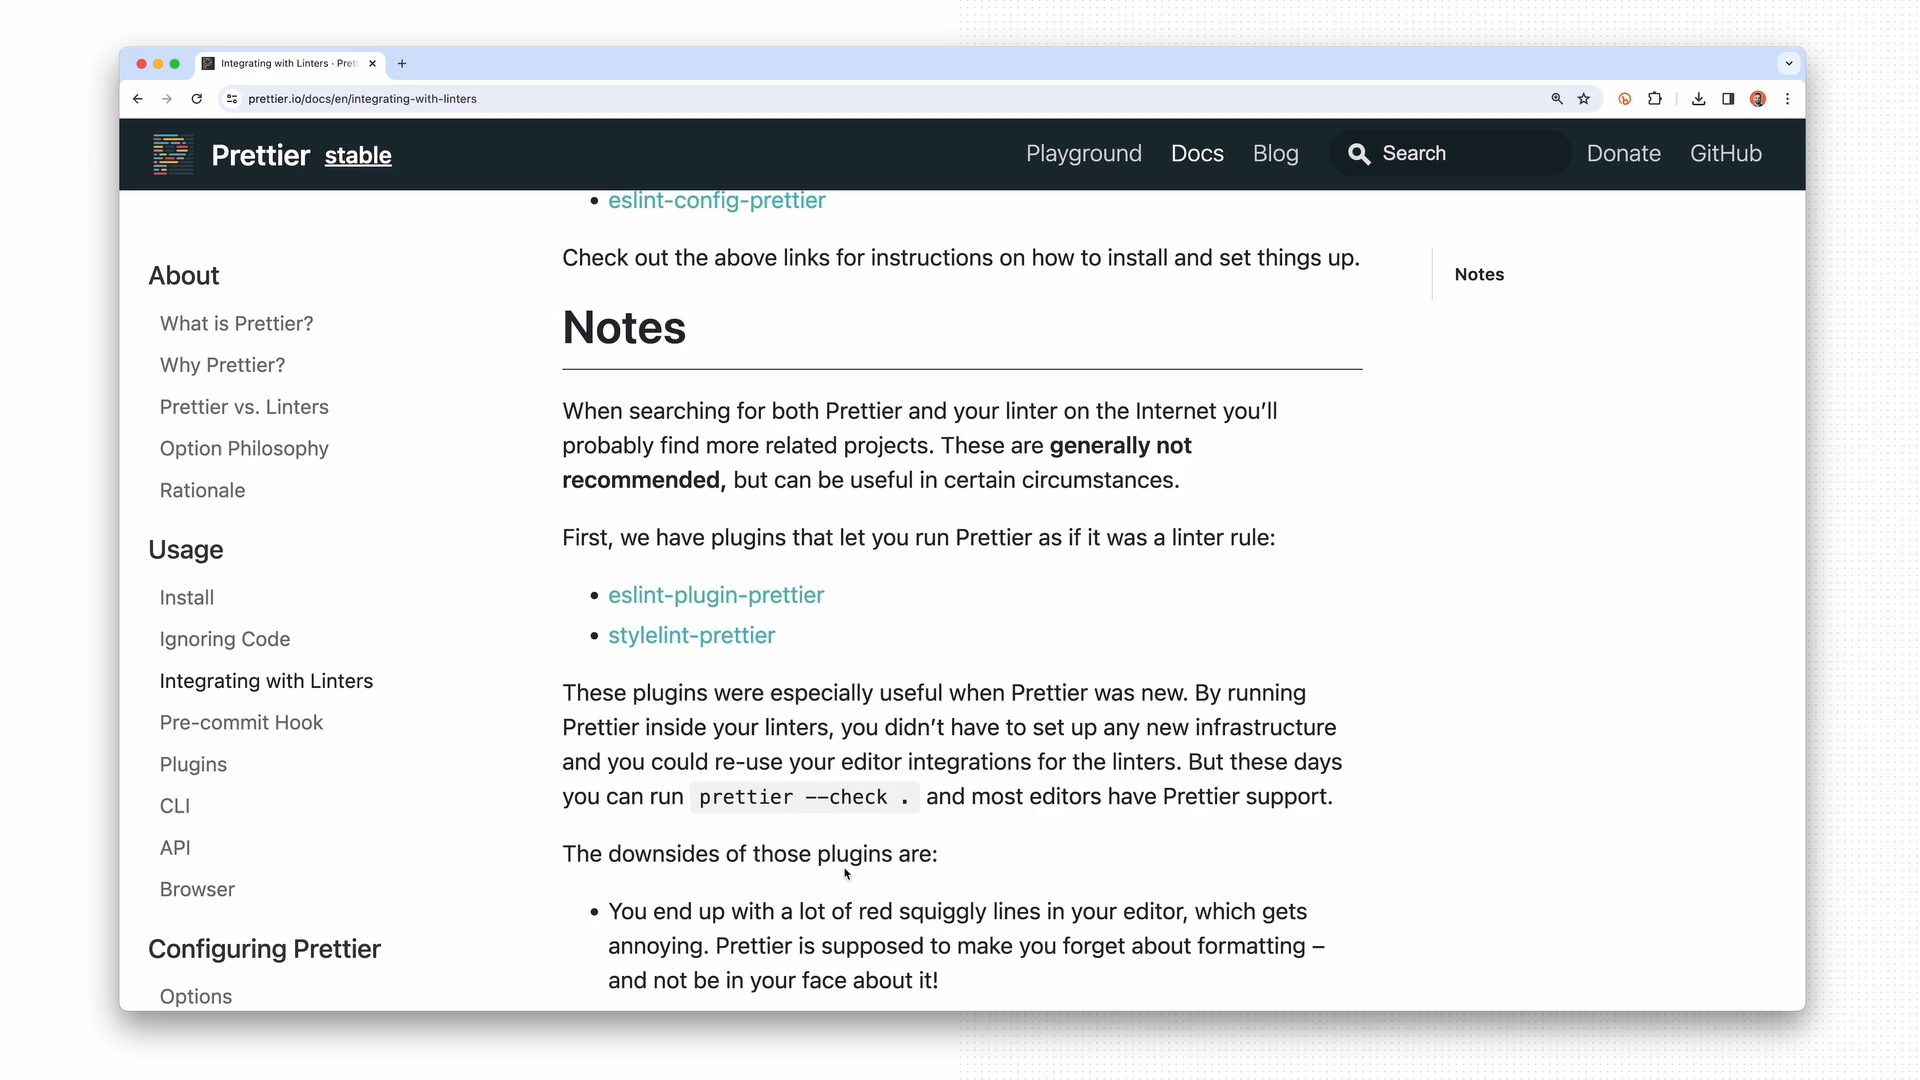 Integrating with Linters · Prett
prettier.io/docs/en/integrating-with-linters
Prettier stable
Playground Docs Blog Search Donate GitHub
About
What is Prettier?
Why Prettier?
Prettier vs. Linters
Option Philosophy
Rationale
Usage
Install
Ignoring Code
Integrating with Linters
Pre-commit Hook
Plugins
CLI
API
Browser
Configuring Prettier
Options
• eslint-config-prettier
Check out the above links for instructions on how to install and set things up.
Notes
When searching for both Prettier and your linter on the Internet you’ll
probably find more related projects. These are generally not
recommended, but can be useful in certain circumstances.
First, we have plugins that let you run Prettier as if it was a linter rule:
• eslint-plugin-prettier
• stylelint-prettier
These plugins were especially useful when Prettier was new. By running
Prettier inside your linters, you didn’t have to set up any new infrastructure
and you could re-use your editor integrations for the linters. But these days
you can run prettier --check . and most editors have Prettier support.
The downsides of those plugins are:
• You end up with a lot of red squiggly lines in your editor, which gets
annoying. Prettier is supposed to make you forget about formatting –
and not be in your face about it!
Notes